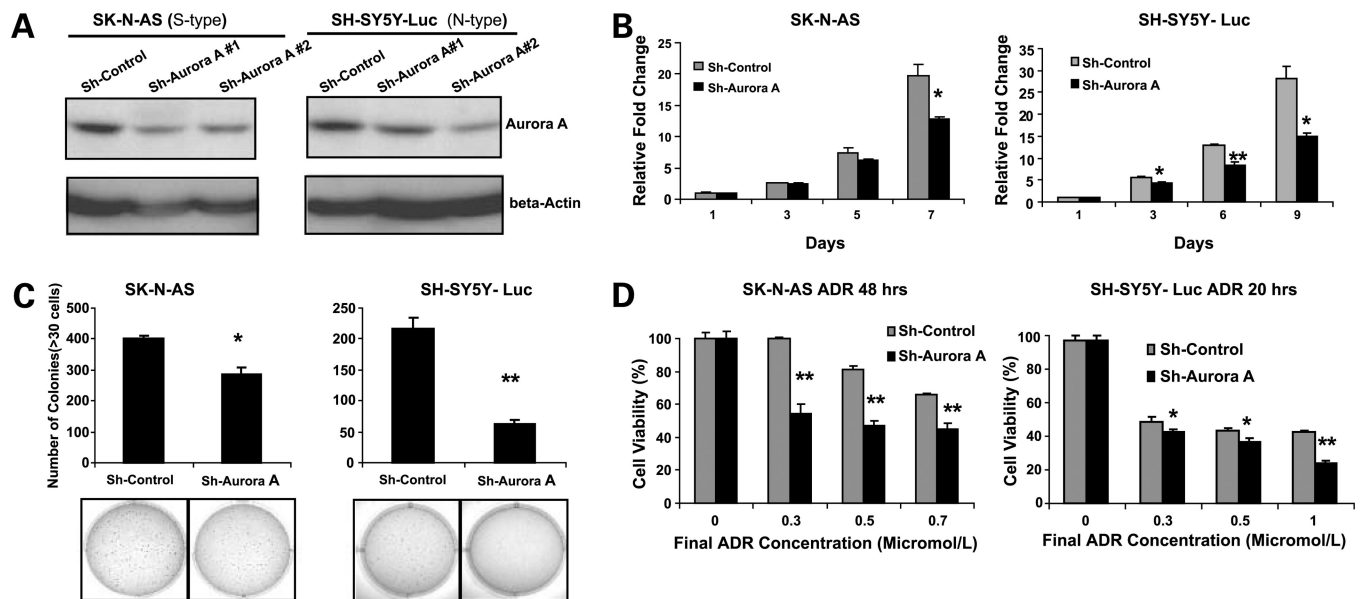 A
SK-N-AS (S-type)
Sh-Control
Sh-Aurora A #1
Sh-Aurora A #2
SH-SY5Y-Luc (N-type)
Sh-Control
Sh-Aurora A#1
Sh-Aurora A#2
Aurora A
beta-Actin
B
SK-N-AS
Relative Fold Change
25
20
15
10
5
0
Sh-Control
Sh-Aurora A
*
1 3 5 7
Days
SH-SY5Y- Luc
Relative Fold Change
35
30
25
20
15
10
5
0
Sh-Control
Sh-Aurora A
* ** *
1 3 6 9
Days
C
SK-N-AS
Number of Colonies(>30 cells)
500
400
300
200
100
0
*
Sh-Control Sh-Aurora A
SH-SY5Y- Luc
250
200
150
100
50
0
**
Sh-Control Sh-Aurora A
D
SK-N-AS ADR 48 hrs
Cell Viability (%)
100
80
60
40
20
0
Sh-Control
Sh-Aurora A
** ** **
0 0.3 0.5 0.7
Final ADR Concentration (Micromol/L)
SH-SY5Y- Luc ADR 20 hrs
Cell Viability (%)
100
80
60
40
20
0
Sh-Control
Sh-Aurora A
* * **
0 0.3 0.5 1
Final ADR Concentration (Micromol/L)